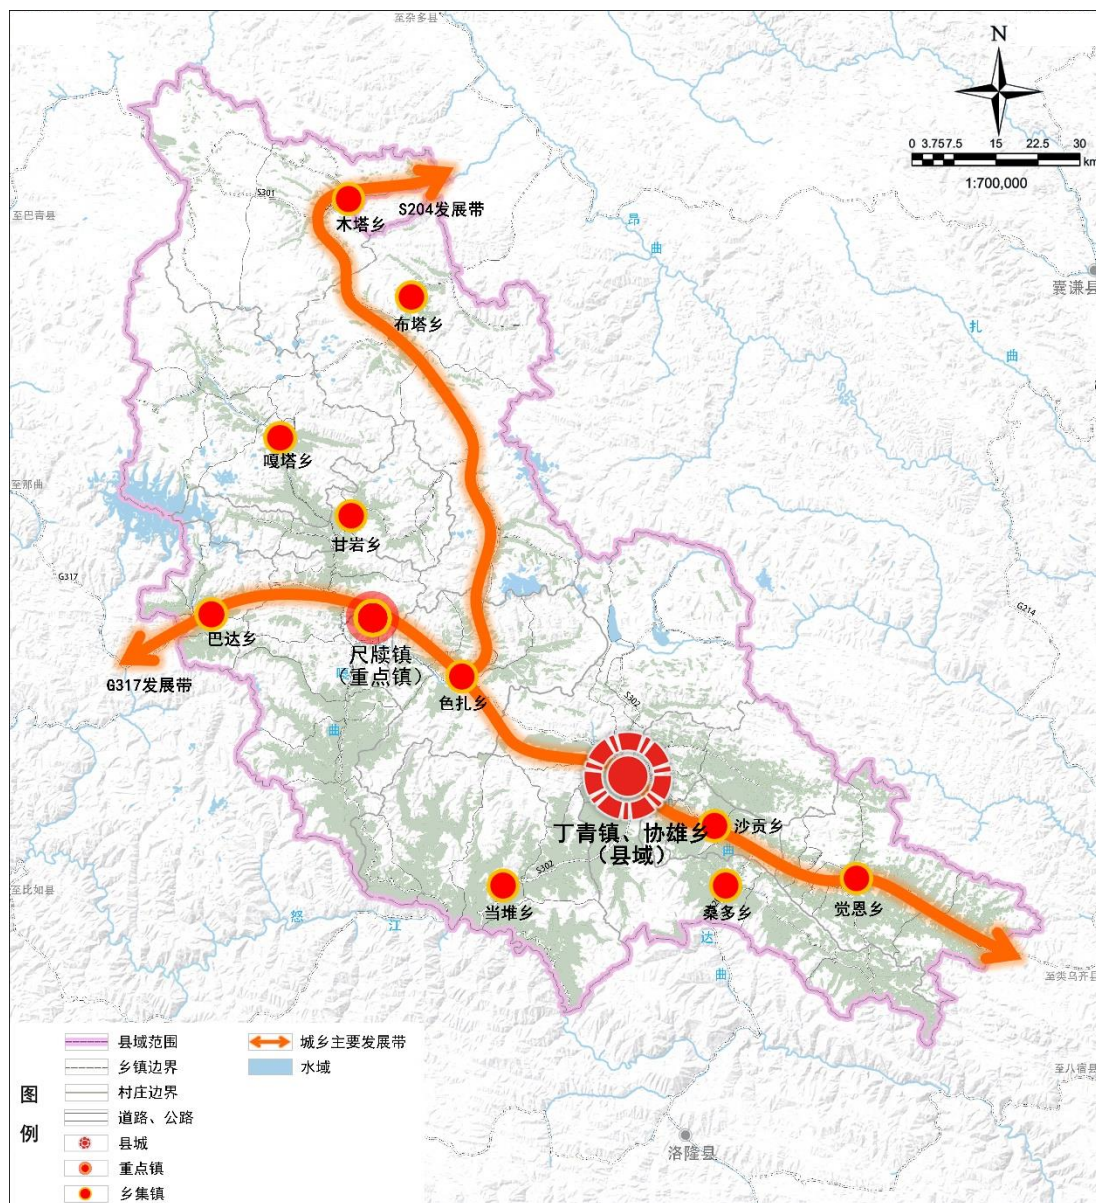 至杂多县
N
0 3.75 7.5 15 22.5 30
km
1:700,000
S301
S204发展带
木塔乡
至巴青县
昂
曲
囊谦县
布塔乡
扎
曲
嘎塔乡
至那曲
甘岩乡
G317
G214
巴达乡
尺牍镇
（重点镇）
G317发展带
色扎乡
曲
S302
丁青镇、协雄乡
（县域）
沙贡乡
曲
S302
至比如县
当堆乡
桑多乡
觉恩乡
怒
江
达
曲
至类乌齐县
至八宿县
洛隆县
图
例
县域范围
乡镇边界
村庄边界
道路、公路
县城
重点镇
乡集镇
城乡主要发展带
水域